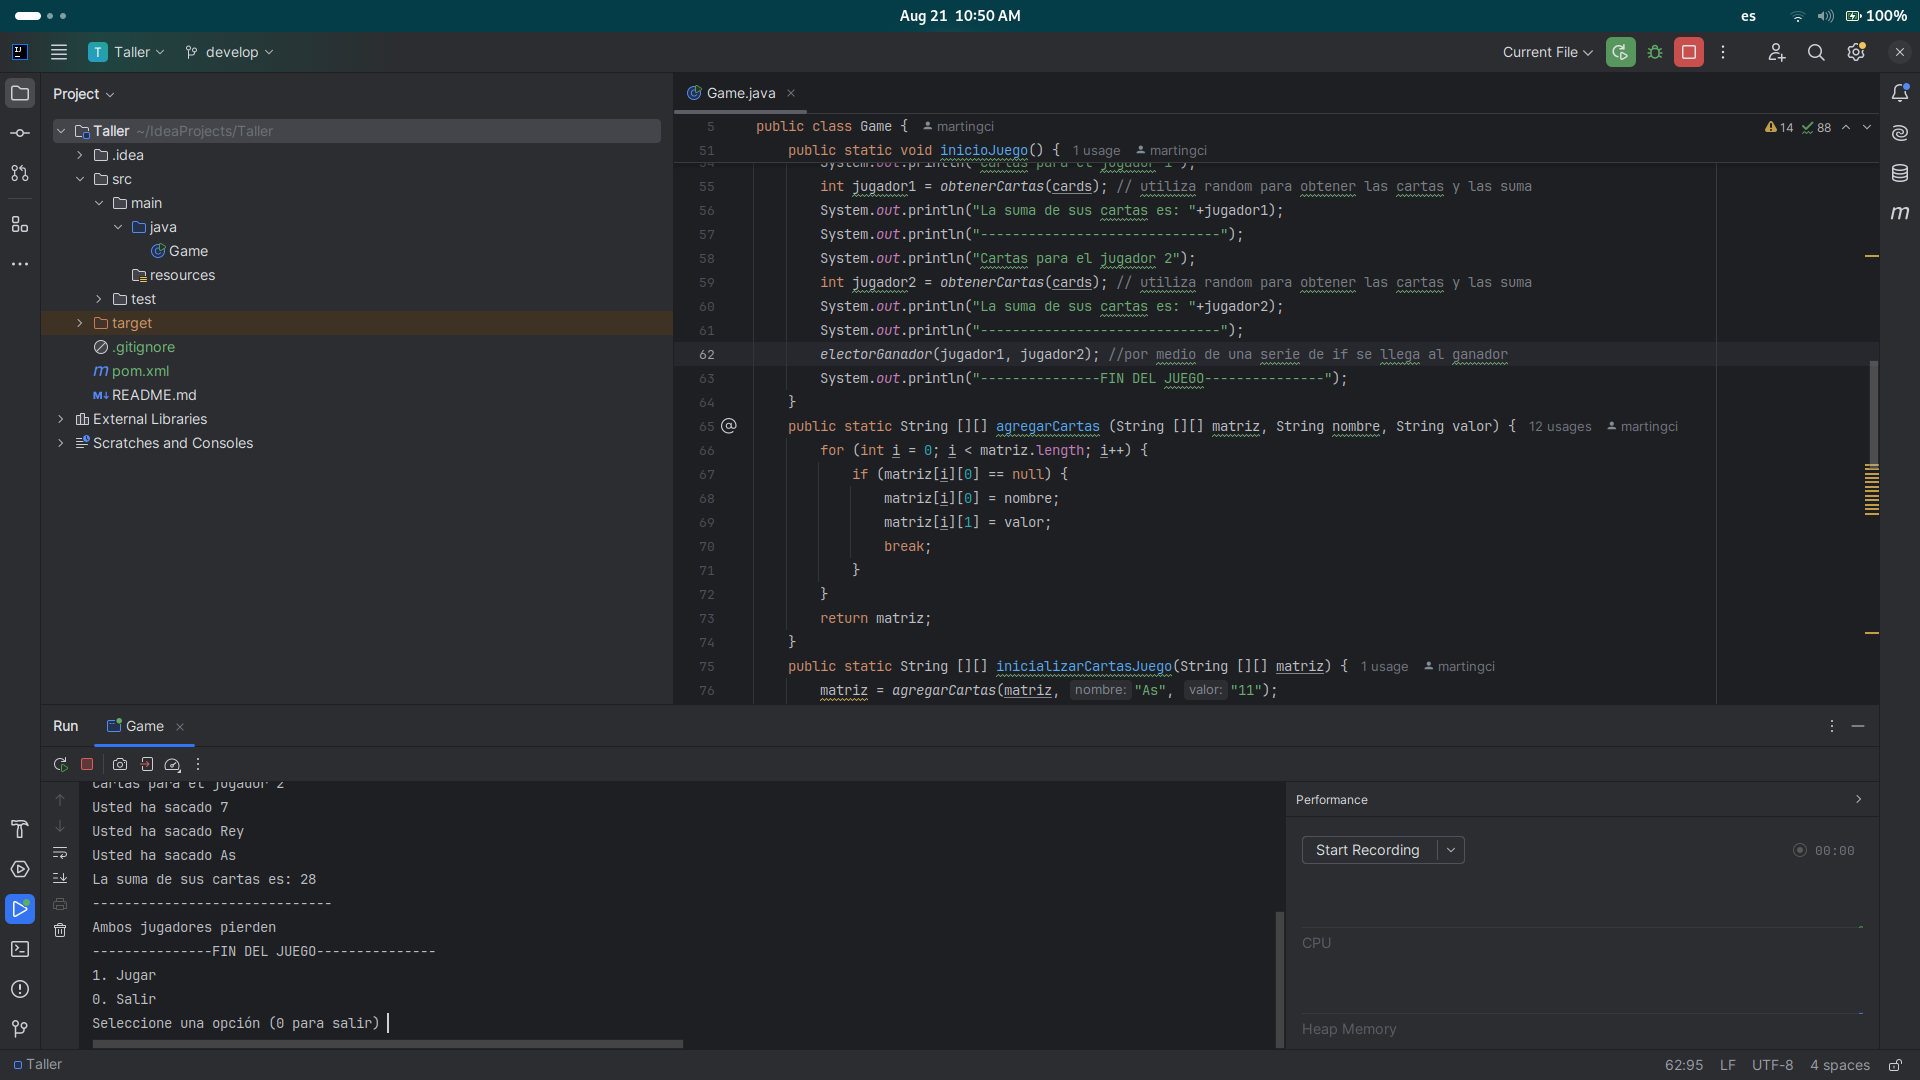 Aug 21 10:50 AM
es
100%
T Taller
develop
Current File
Project
Game.java
Taller ~/IdeaProjects/Taller
.idea
src
main
java
Game
resources
test
target
.gitignore
pom.xml
README.md
External Libraries
Scratches and Consoles
14 88
5 public class Game { martingci
51 public static void inicioJuego() { 1 usage martingci
54 System.out.println("Cartas para el jugador 1");
55 int jugador1 = obtenerCartas(cards); // utiliza random para obtener las cartas y las suma
56 System.out.println("La suma de sus cartas es: "+jugador1);
57 System.out.println("------------------------------");
58 System.out.println("Cartas para el jugador 2");
59 int jugador2 = obtenerCartas(cards); // utiliza random para obtener las cartas y las suma
60 System.out.println("La suma de sus cartas es: "+jugador2);
61 System.out.println("------------------------------");
62 electorGanador(jugador1, jugador2); //por medio de una serie de if se llega al ganador
63 System.out.println("---------------FIN DEL JUEGO---------------");
64 }
65 public static String [][] agregarCartas (String [][] matriz, String nombre, String valor) { 12 usages martingci
66 for (int i = 0; i < matriz.length; i++) {
67 if (matriz[i][0] == null) {
68 matriz[i][0] = nombre;
69 matriz[i][1] = valor;
70 break;
71 }
72 }
73 return matriz;
74 }
75 public static String [][] inicializarCartasJuego(String [][] matriz) { 1 usage martingci
76 matriz = agregarCartas(matriz, nombre: "As", valor: "11");
Run
Game
Cartas para el jugador 2
Usted ha sacado 7
Usted ha sacado Rey
Usted ha sacado As
La suma de sus cartas es: 28
------------------------------
Ambos jugadores pierden
---------------FIN DEL JUEGO---------------
1. Jugar
0. Salir
Seleccione una opción (0 para salir)
Performance
Start Recording
00:00
CPU
Heap Memory
Taller
62:95 LF UTF-8 4 spaces